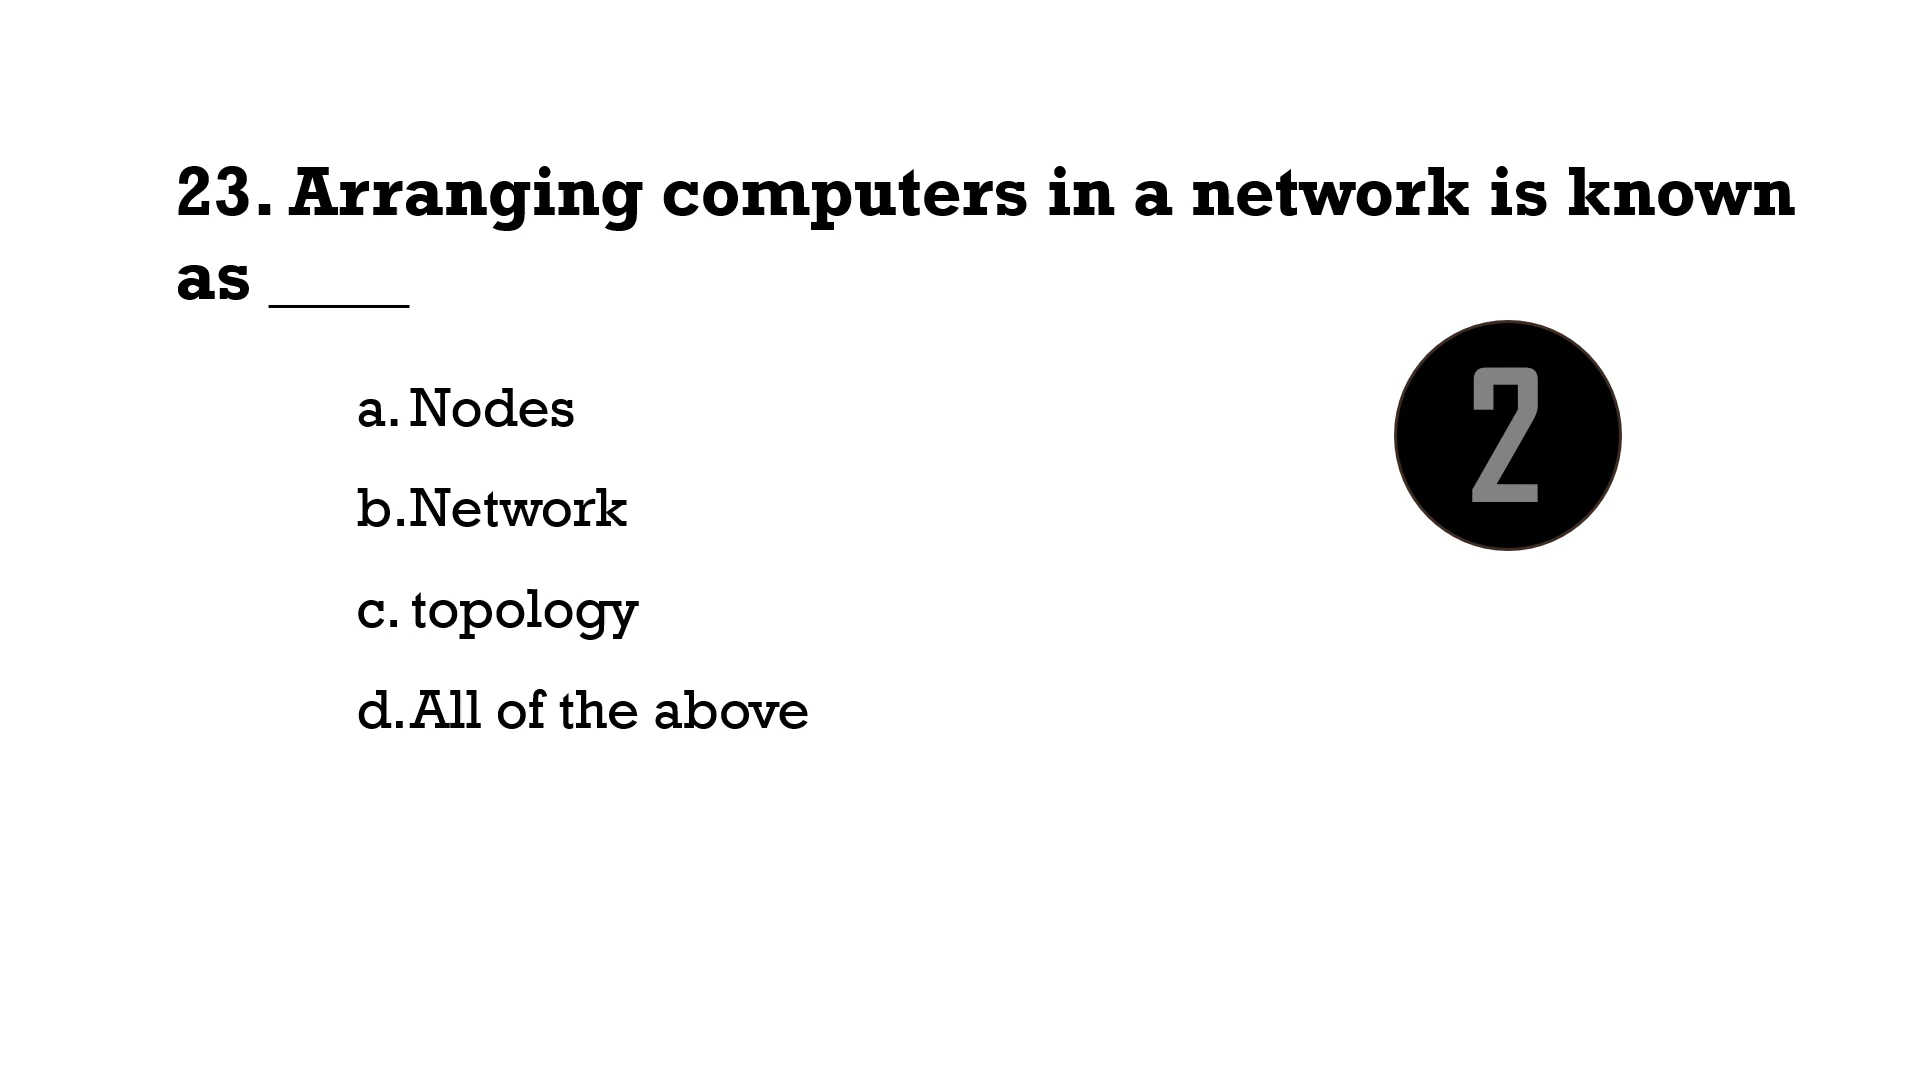 23. Arranging computers in a network is known
as ____
a. Nodes
2
b. Network
c. topology
d. All of the above